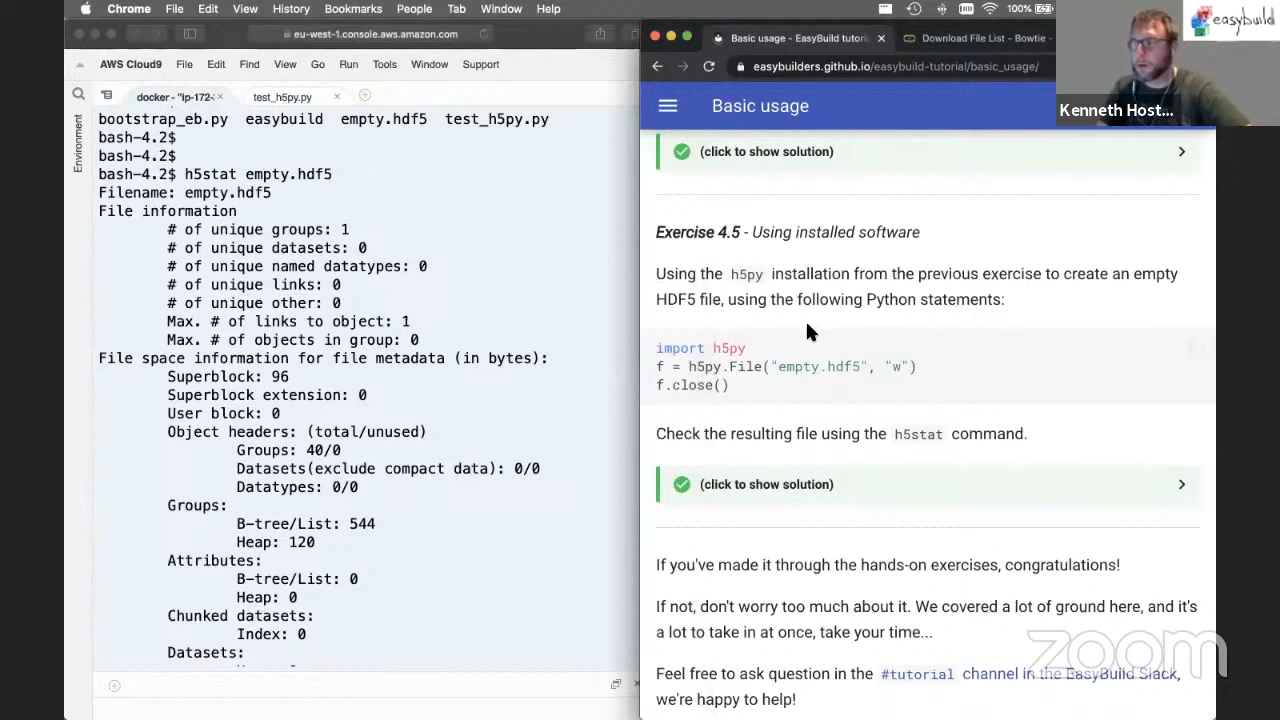 Chrome File Edit View History Bookmarks People Tab Window Help 100%
easybuild
eu-west-1.console.aws.amazon.com
Basic usage - EasyBuild tutori
Download File List - Bowtie -
AWS Cloud9 File Edit Find View Go Run Tools Window Support
easybuilders.github.io/easybuild-tutorial/basic_usage/
docker - "ip-172-
test_h5py.py
Kenneth Host...
Environment
Basic usage
bootstrap_eb.py easybuild empty.hdf5 test_h5py.py
bash-4.2$
bash-4.2$
bash-4.2$ h5stat empty.hdf5
Filename: empty.hdf5
File information
# of unique groups: 1
# of unique datasets: 0
# of unique named datatypes: 0
# of unique links: 0
# of unique other: 0
Max. # of links to object: 1
Max. # of objects in group: 0
File space information for file metadata (in bytes):
Superblock: 96
Superblock extension: 0
User block: 0
Object headers: (total/unused)
Groups: 40/0
Datasets(exclude compact data): 0/0
Datatypes: 0/0
Groups:
B-tree/List: 544
Heap: 120
Attributes:
B-tree/List: 0
Heap: 0
Chunked datasets:
Index: 0
Datasets:
(click to show solution)
Exercise 4.5 - Using installed software
Using the h5py installation from the previous exercise to create an empty
HDF5 file, using the following Python statements:
import h5py
f = h5py.File("empty.hdf5", "w")
f.close()
Check the resulting file using the h5stat command.
(click to show solution)
If you've made it through the hands-on exercises, congratulations!
If not, don't worry too much about it. We covered a lot of ground here, and it's
a lot to take in at once, take your time...
Feel free to ask question in the #tutorial channel in the EasyBuild Slack,
we're happy to help!
zoom